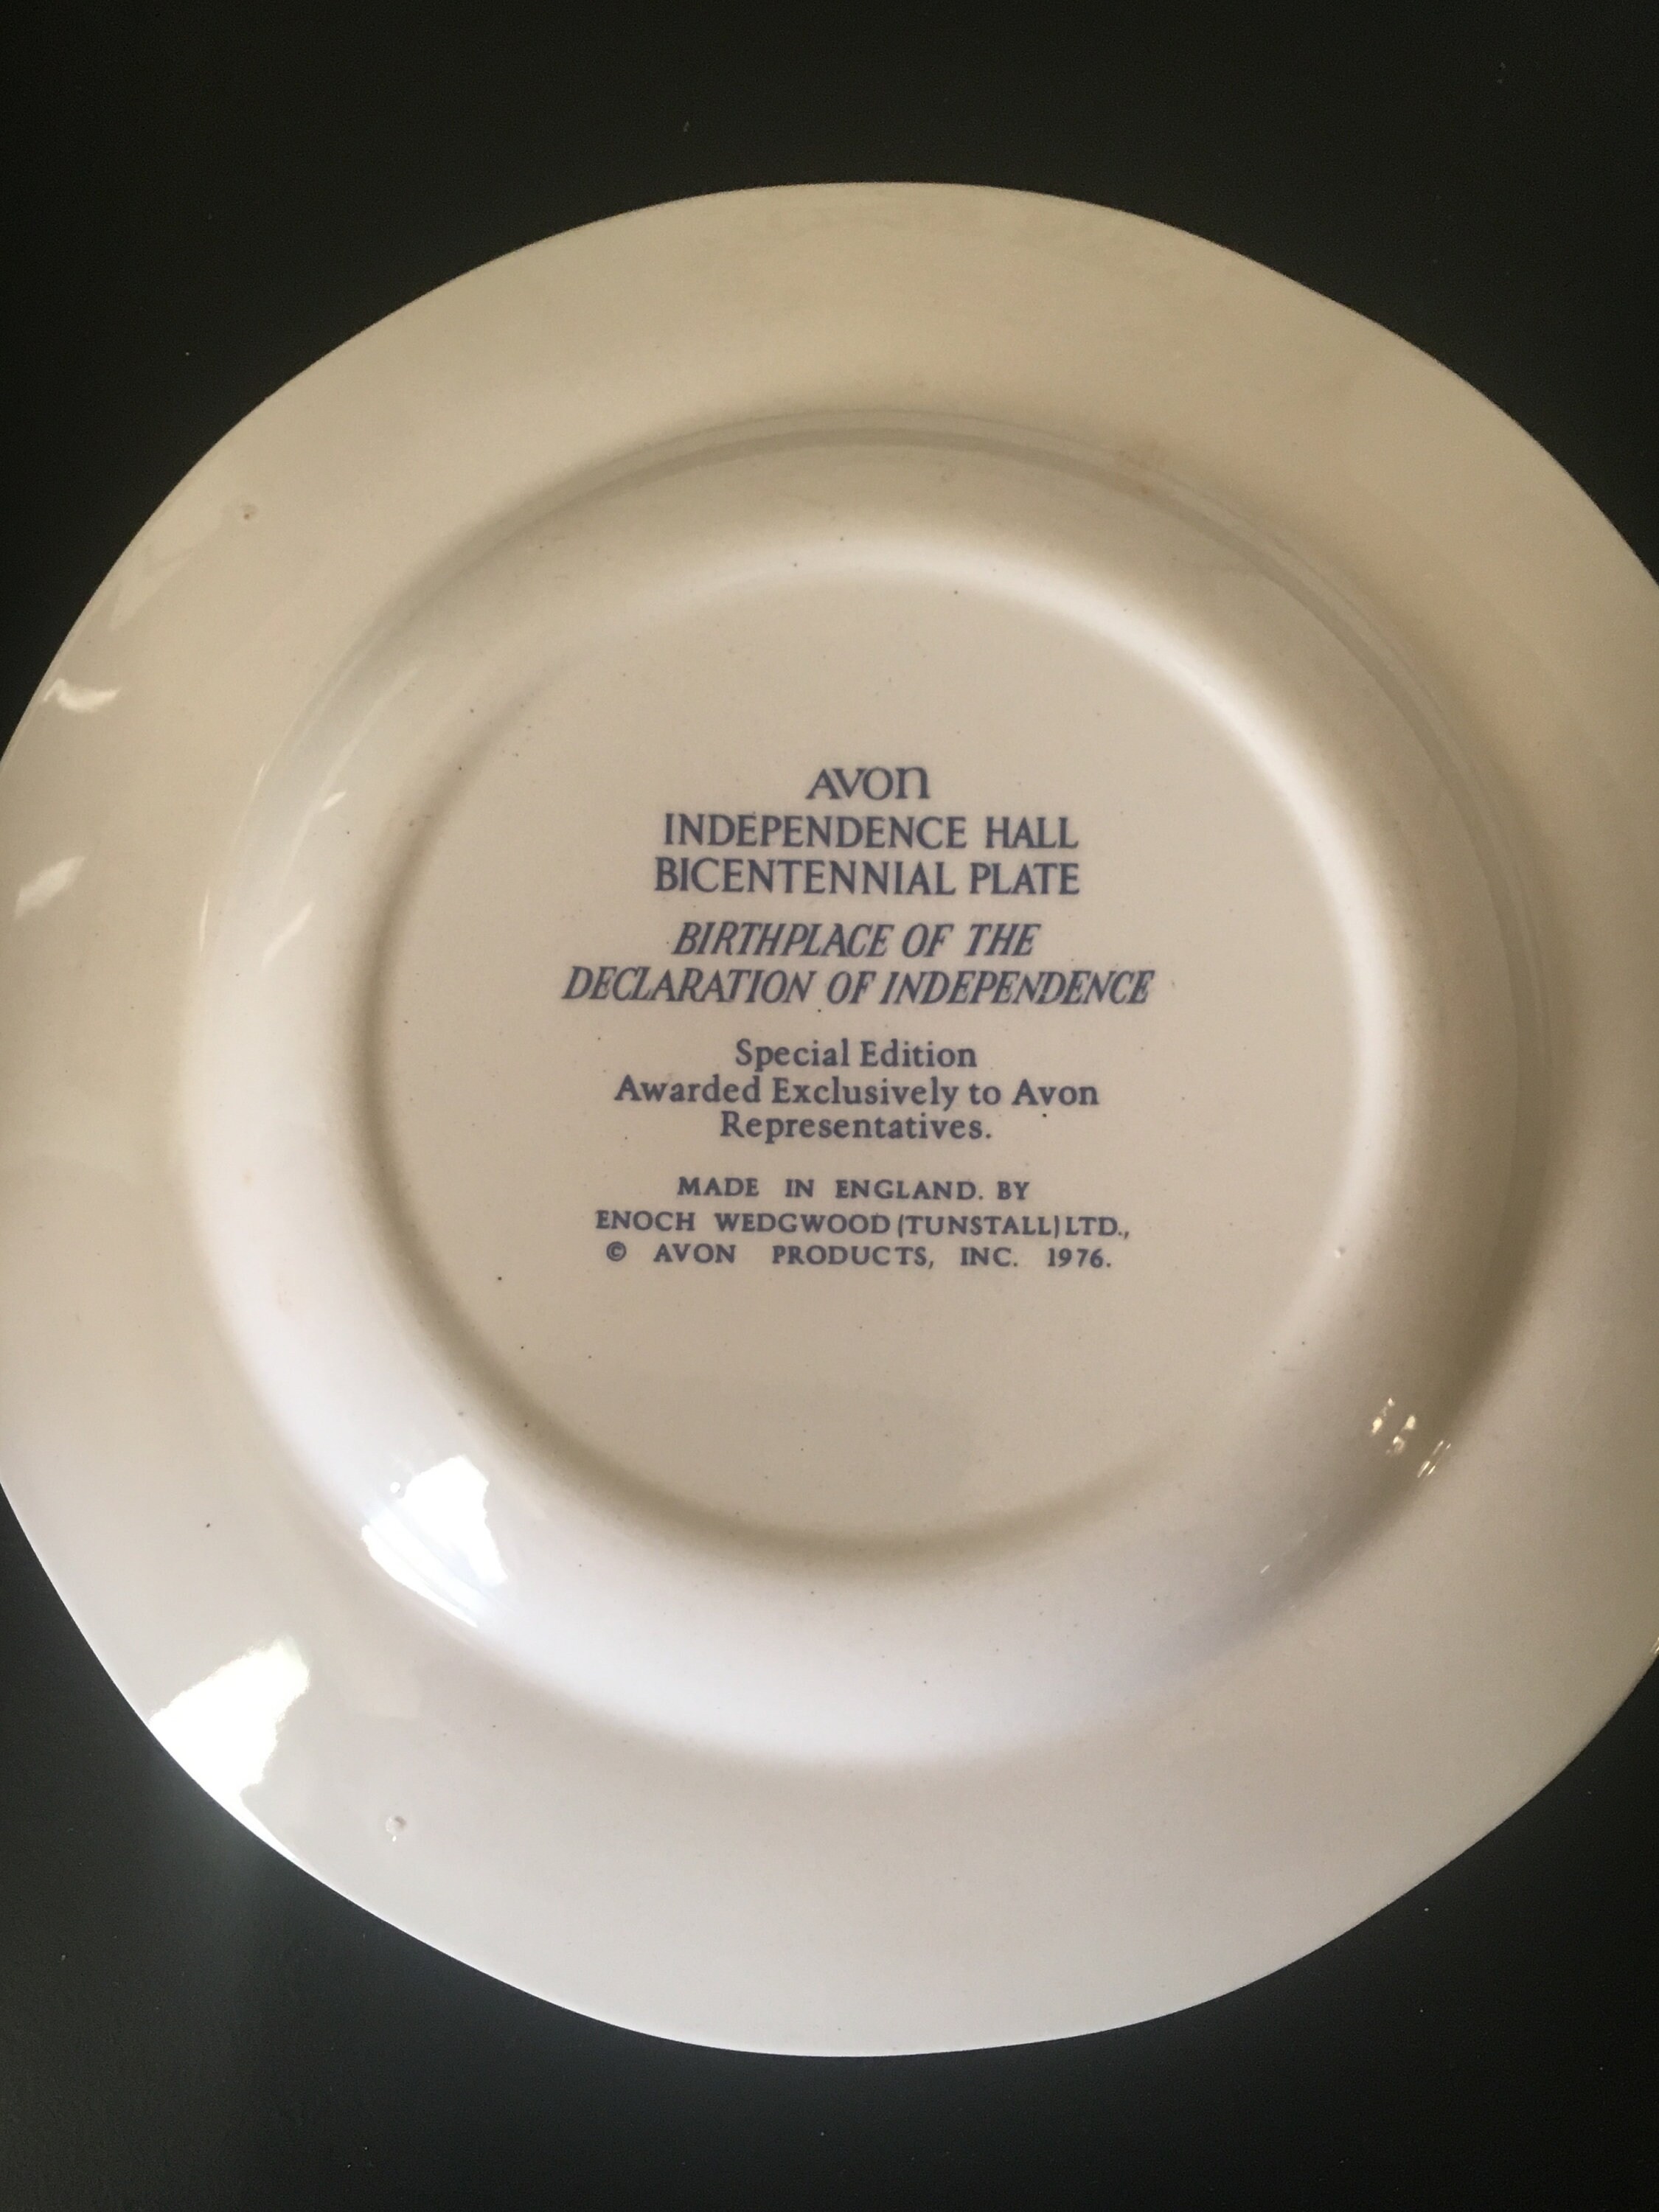 AVON
INDEPENDENCE HALL
BICENTENNIAL PLATE
BIRTHPLACE OF THE
DECLARATION OF INDEPENDENCE
Special Edition
Awarded Exclusively to Avon
Representatives.
MADE IN ENGLAND. BY
ENOCH WEDGWOOD (TUNSTALL) LTD.,
© AVON PRODUCTS, INC. 1976.